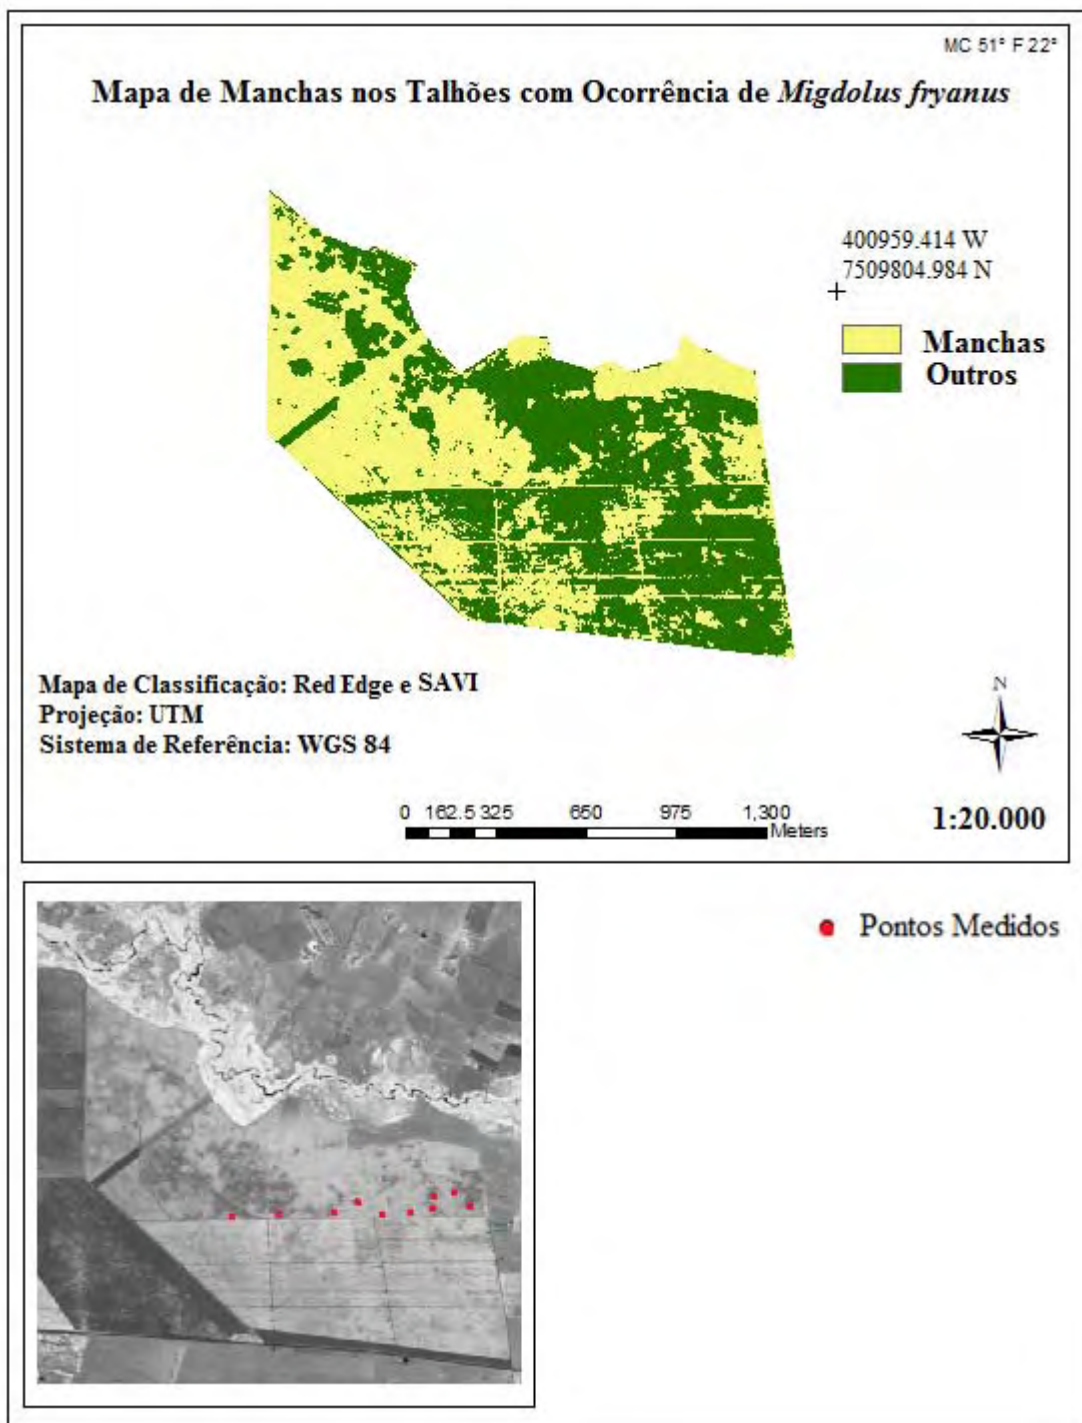 MC 51° F 22°
Mapa de Manchas nos Talhões com Ocorrência de Migdolus fryanus
400959.414 W
7509804.984 N
Manchas
Outros
Mapa de Classificação: Red Edge e SAVI
Projeção: UTM
Sistema de Referência: WGS 84
N
0 162.5 325 650 975 1,300
Meters
1:20.000
Pontos Medidos